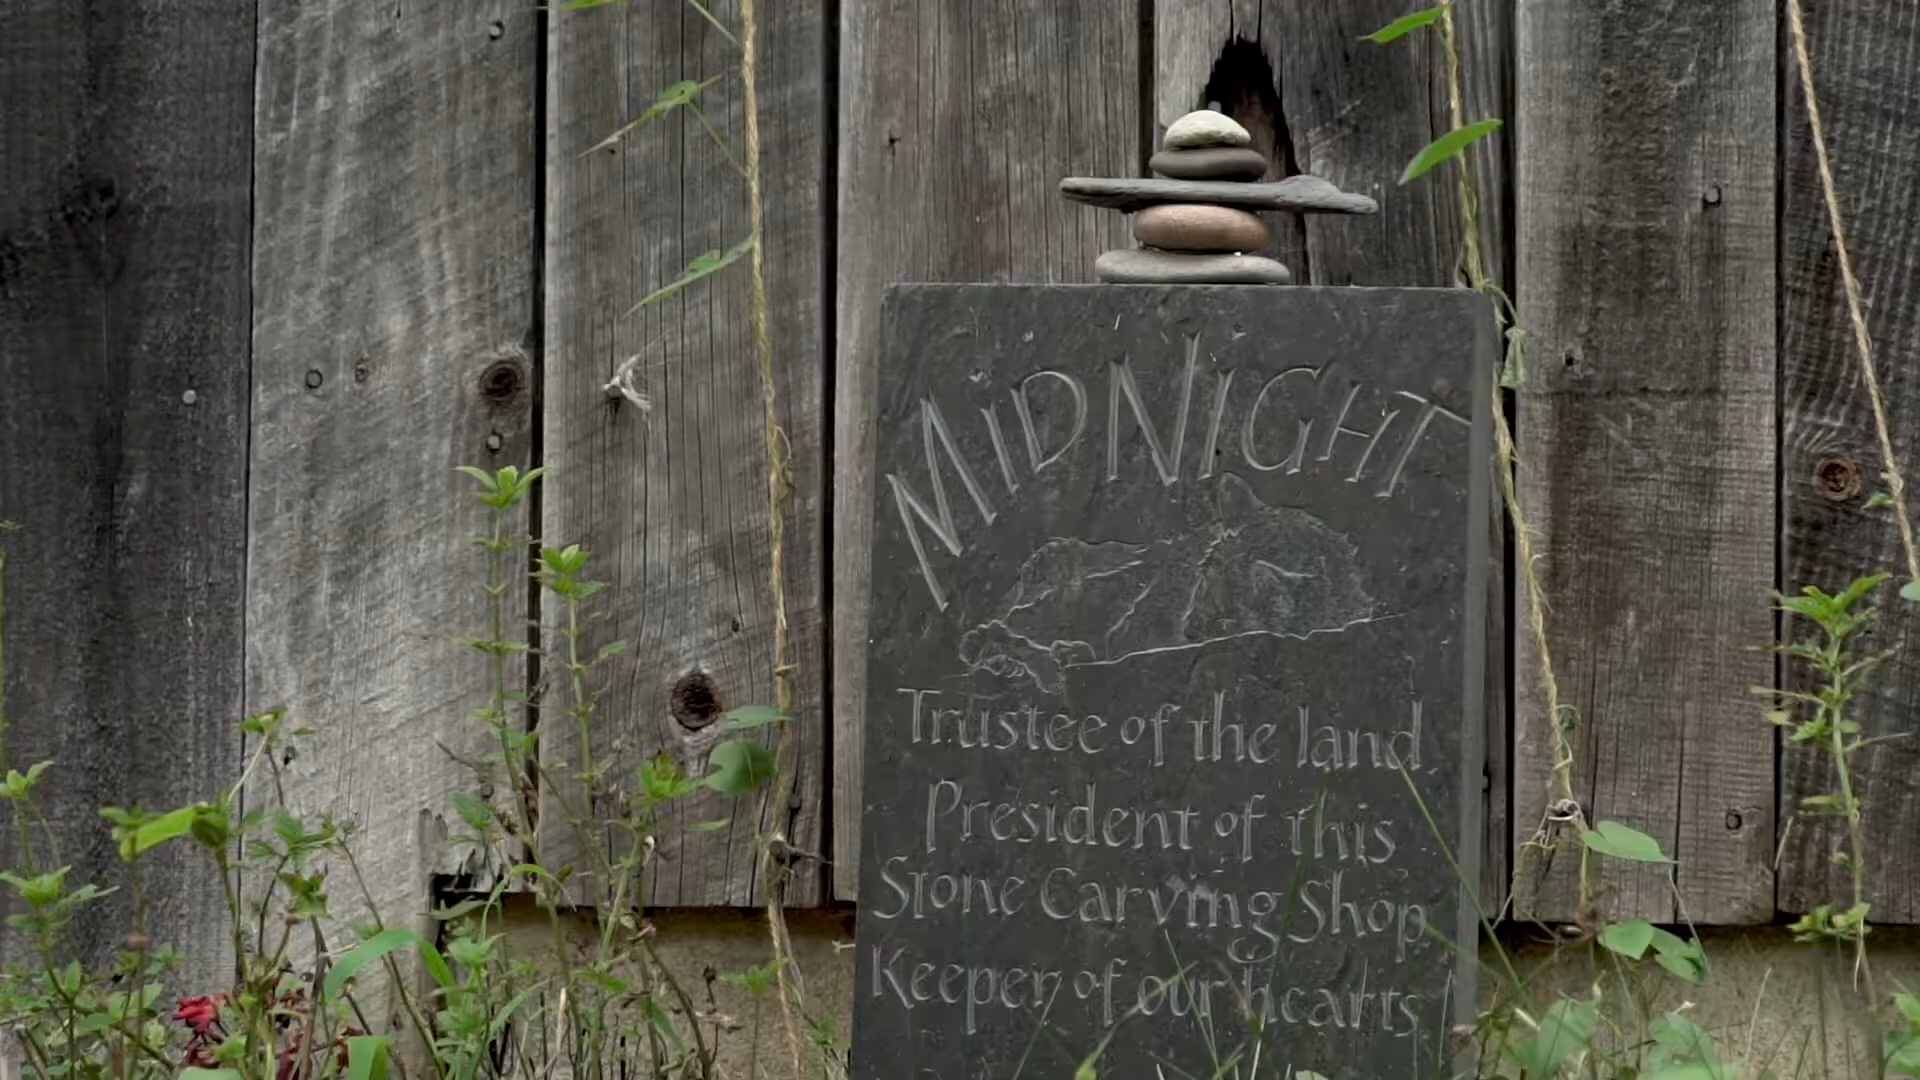 MiDNiGHT
Trustee of the land
President of this
Stone Carving Shop
Keeper of our hearts